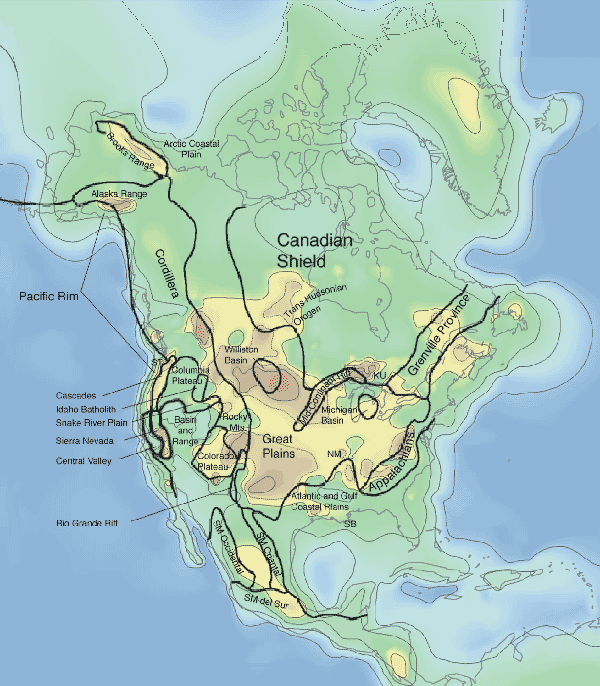 Arctic Coastal
Plain
Brooks Range
Alaska Range
Canadian
Shield
Cordillera
Pacific Rim
Trans-Hudsonian
Orogen
Grenville Province
Williston
Basin
Columbia
Plateau
KU
Mid-Continent Rift
Cascades
Idaho Batholith
Snake River Plain
Sierra Nevada
Central Valley
Michigan
Basin
Rocky
Mts.
Basin
and
Range
Great
Plains
Colorado
Plateau
NM
Appalachians
Atlantic and Gulf
Coastal Plains
SB
Rio Grande Rift
SM Occidental
SM Oriental
SM del Sur